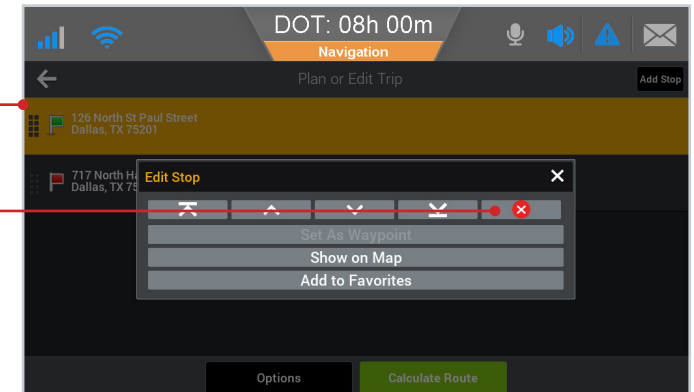 DOT: 08h 00m
Navigation
Plan or Edit Trip
Add Stop
126 North St Paul Street
Dallas, TX 75201
717 North
Dallas, TX
Edit Stop
Set As Waypoint
Show on Map
Add to Favorites
Options
Calculate Route